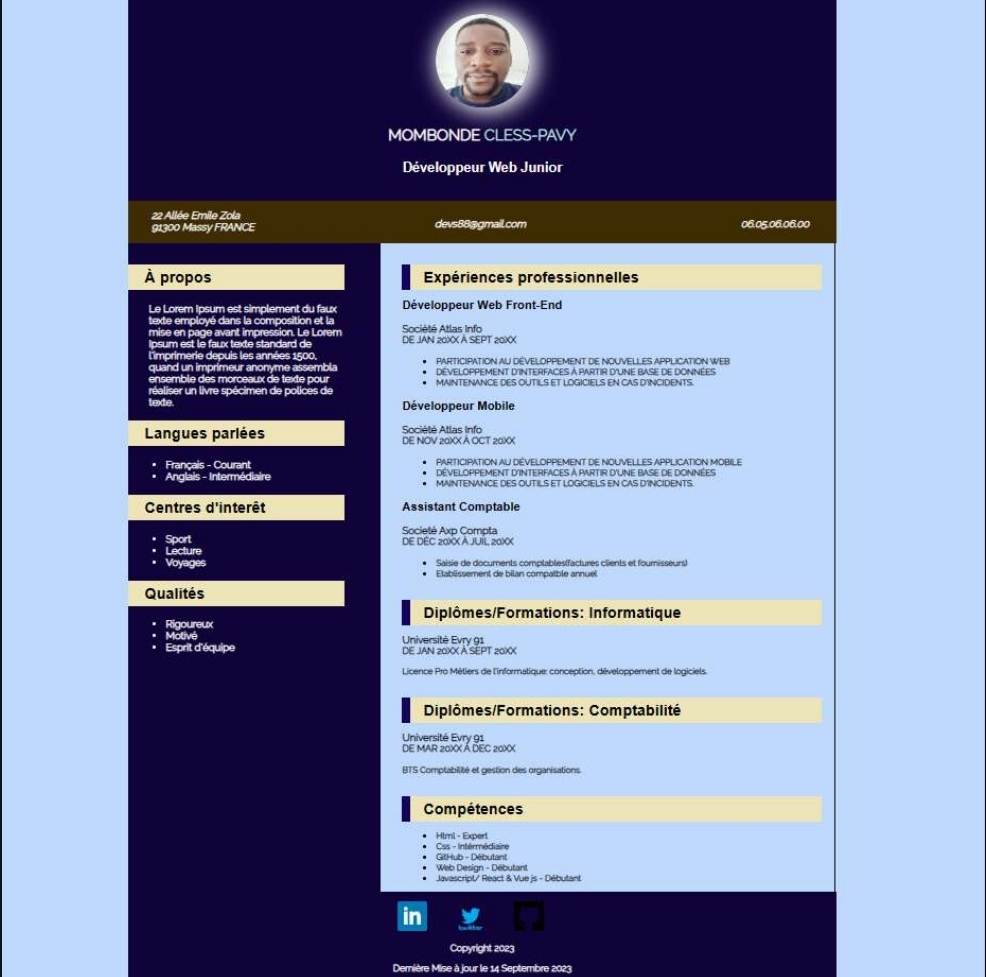 MOMBONDE CLESS-PAVY
Développeur Web Junior
22 Allée Emile Zola
91300 Massy FRANCE
devs88@gmail.com
06.05.06.06.00
À propos
Le Lorem Ipsum est simplement du faux
texte employé dans la composition et la
mise en page avant impression. Le Lorem
Ipsum est le faux texte standard de
l'imprimerie depuis les années 1500,
quand un imprimeur anonyme assembla
ensemble des morceaux de texte pour
réaliser un livre spécimen de polices de
texte.
Langues parlées
• Français - Courant
• Anglais - Intermédiaire
Centres d'interêt
• Sport
• Lecture
• Voyages
Qualités
• Rigoureux
• Motivé
• Esprit d'équipe
Expériences professionnelles
Développeur Web Front-End
Société Atlas Info
DE JAN 20XX À SEPT 20XX
• PARTICIPATION AU DÉVELOPPEMENT DE NOUVELLES APPLICATION WEB
• DÉVELOPPEMENT D'INTERFACES À PARTIR D'UNE BASE DE DONNÉES
• MAINTENANCE DES OUTILS ET LOGICIELS EN CAS D'INCIDENTS.
Développeur Mobile
Société Atlas Info
DE NOV 20XX À OCT 20XX
• PARTICIPATION AU DÉVELOPPEMENT DE NOUVELLES APPLICATION MOBILE
• DÉVELOPPEMENT D'INTERFACES À PARTIR D'UNE BASE DE DONNÉES
• MAINTENANCE DES OUTILS ET LOGICIELS EN CAS D'INCIDENTS.
Assistant Comptable
Societé Axp Compta
DE DÉC 20XX À JUIL 20XX
• Saisie de documents comptables(factures clients et fournisseurs)
• Etablissement de bilan compatble annuel
Diplômes/Formations: Informatique
Université Evry 91
DE JAN 20XX À SEPT 20XX
Licence Pro Métiers de l'informatique: conception, développement de logiciels.
Diplômes/Formations: Comptabilité
Université Evry 91
DE MAR 20XX À DEC 20XX
BTS Comptabilité et gestion des organisations.
Compétences
• Html - Expert
• Css - Intérmédiaire
• GitHub - Débutant
• Web Design - Débutant
• Javascript/ React & Vue js - Débutant
in
twitter
Copyright 2023
Dernière Mise à jour le 14 Septembre 2023